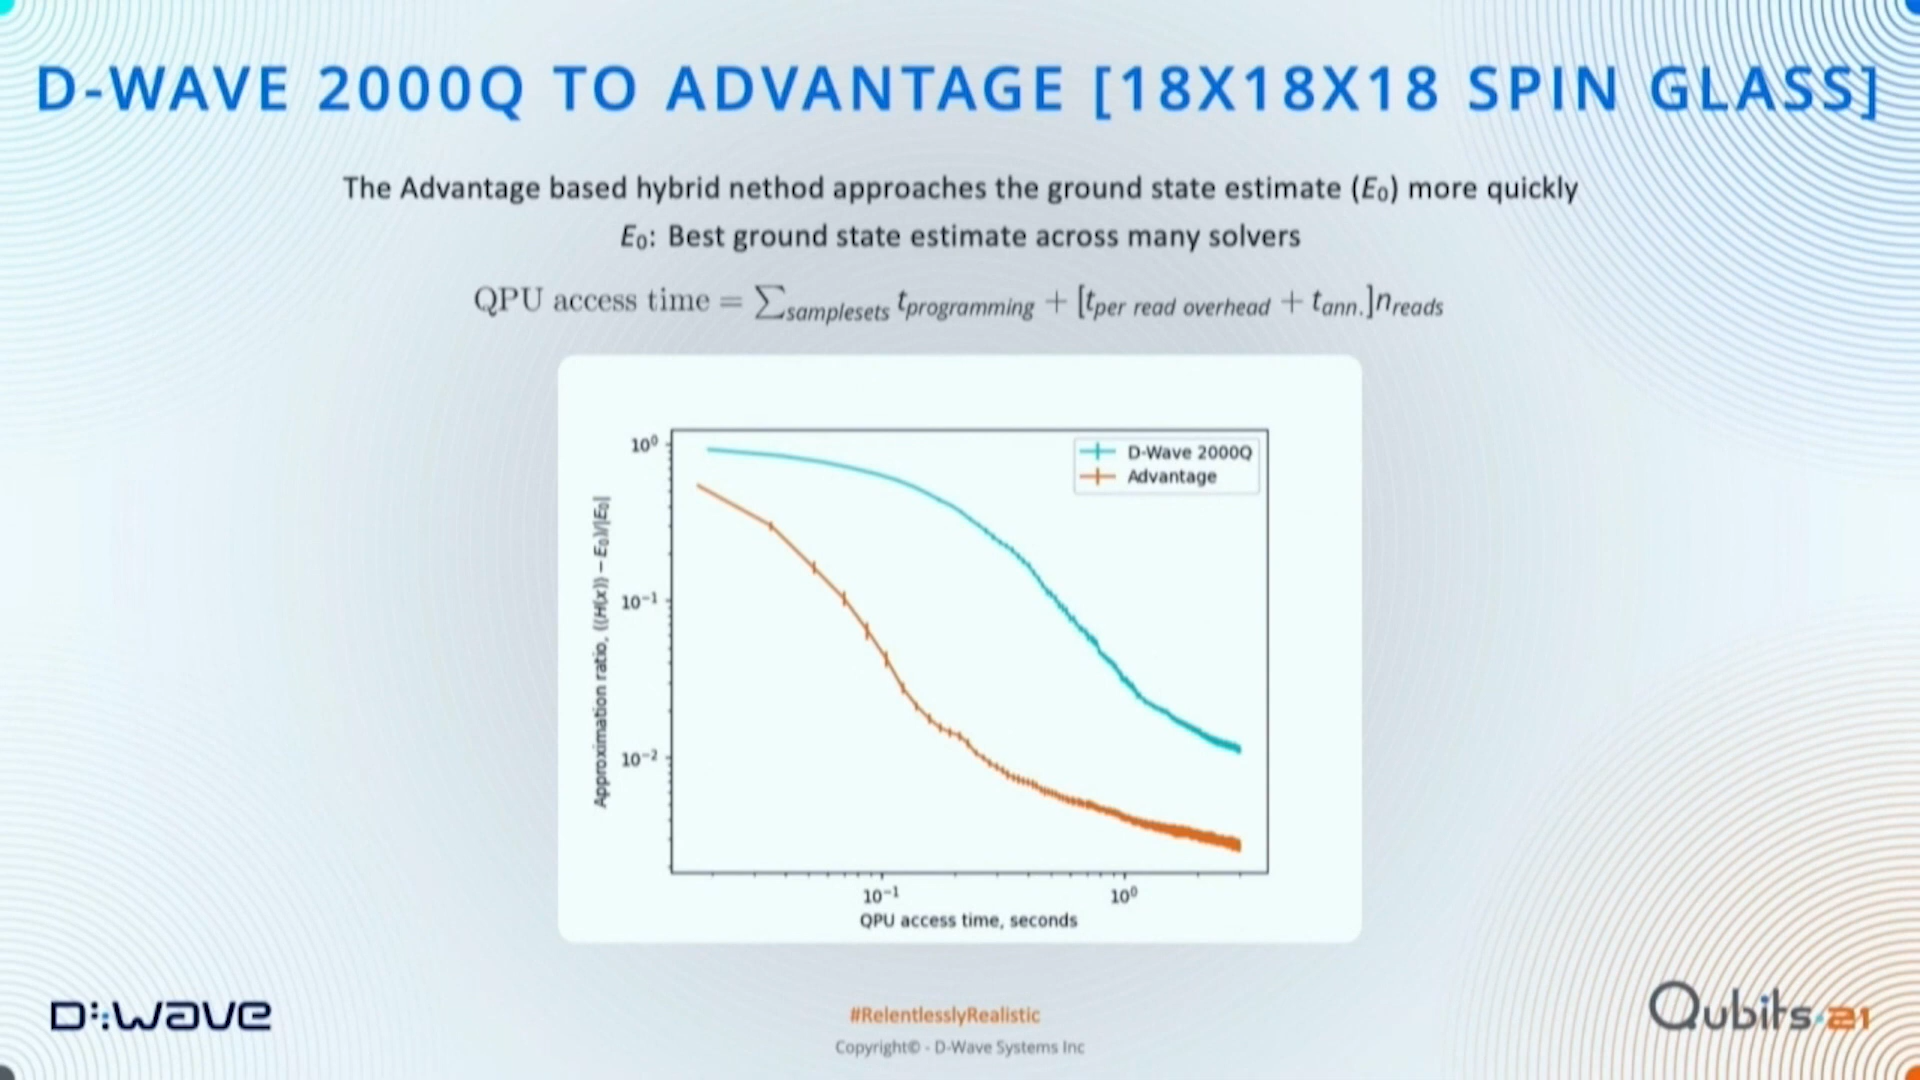 D-WAVE 2000Q TO ADVANTAGE [18X18X18 SPIN GLASS]
The Advantage based hybrid nethod approaches the ground state estimate (E₀) more quickly
E₀: Best ground state estimate across many solvers
QPU access time = ∑samplesets tprogramming + [tper read overhead + tann.]nreads
10⁰
10⁻¹
10⁻²
Approximation ratio, (⟨H(x)⟩ − E₀)/|E₀|
D-Wave 2000Q
Advantage
10⁻¹
10⁰
QPU access time, seconds
D:Wave
#RelentlesslyRealistic
Copyright© - D-Wave Systems Inc
Qubits·21